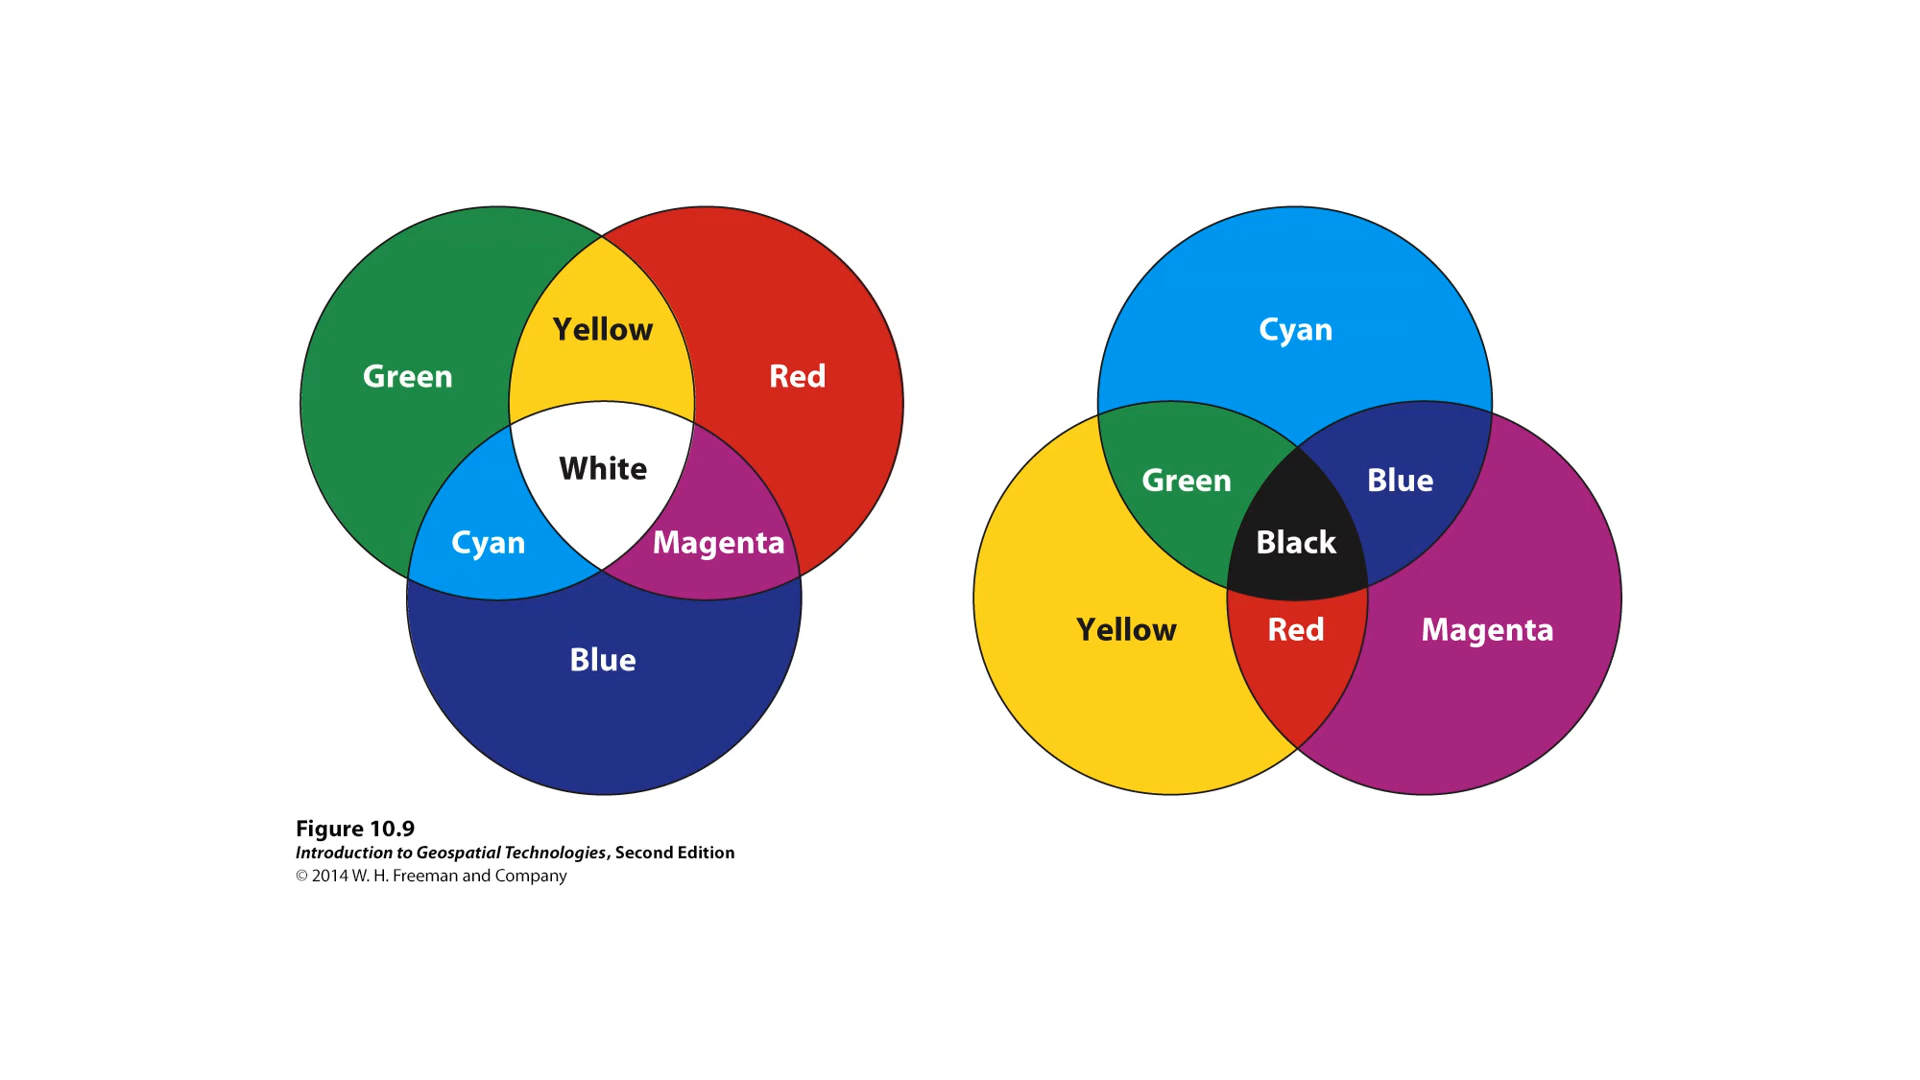 Yellow
Green
Red
White
Cyan
Magenta
Blue
Cyan
Green
Blue
Black
Yellow
Red
Magenta
Figure 10.9
Introduction to Geospatial Technologies, Second Edition
© 2014 W. H. Freeman and Company